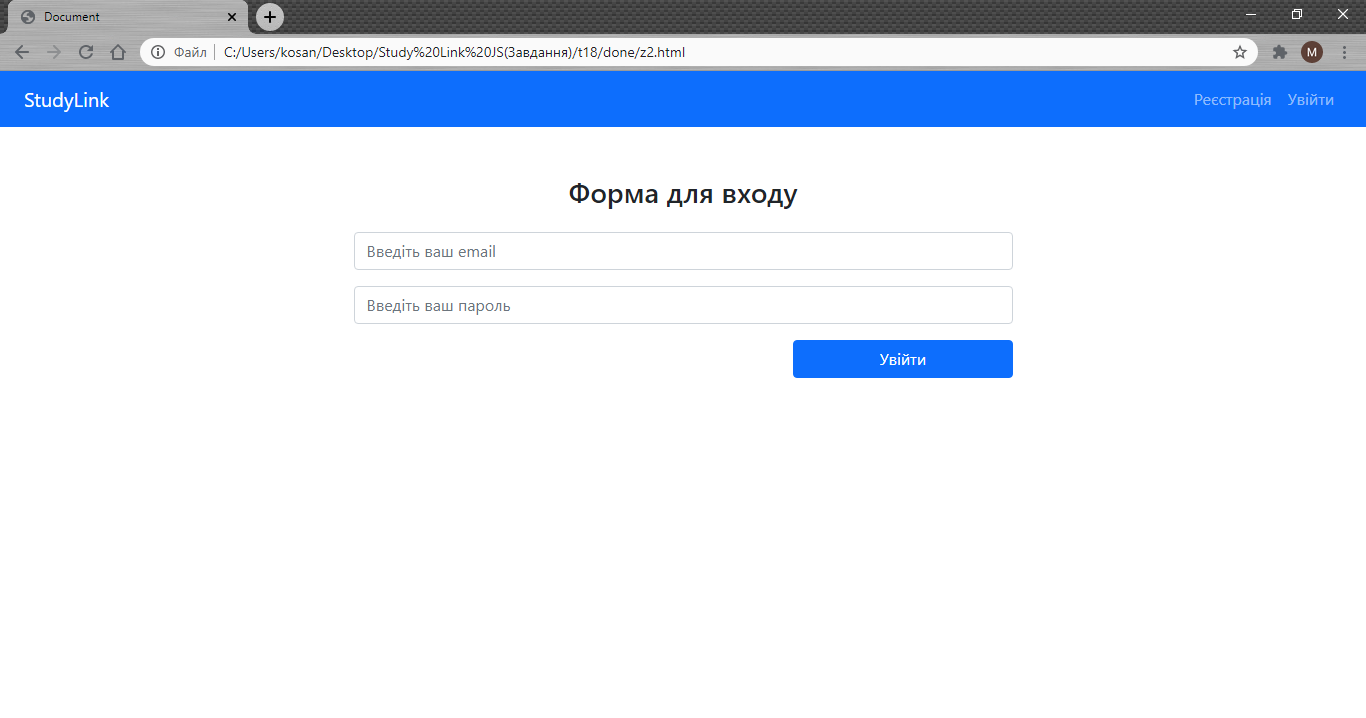 Document
Файл
C:/Users/kosan/Desktop/Study%20Link%20JS(Завдання)/t18/done/z2.html
M
StudyLink
Реєстрація Увійти
Форма для входу
Введіть ваш email
Введіть ваш пароль
Увійти